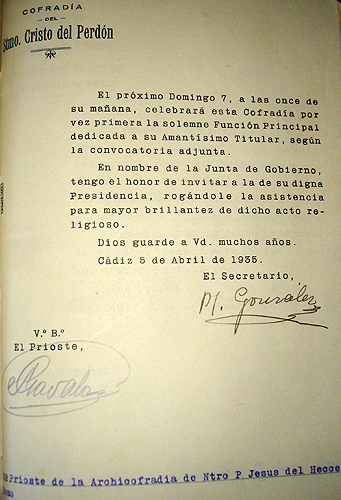 COFRADÍA
— DEL —
Stmo. Cristo del Perdón
El próximo Domingo 7, a las once de
su mañana, celebrará esta Cofradía por
vez primera la solemne Función Principal
dedicada a su Amantísimo Titular, según
la convocatoria adjunta.
En nombre de la Junta de Gobierno,
tengo el honor de invitar a la de su digna
Presidencia, rogándole la asistencia
para mayor brillantez de dicho acto re-
ligioso.
Dios guarde a Vd. muchos años.
Cádiz 5 de Abril de 1935.
El Secretario,
González
V.º B.º
El Prioste,
Prioste de la Archicofradia de Ntro P Jesus del Hecce